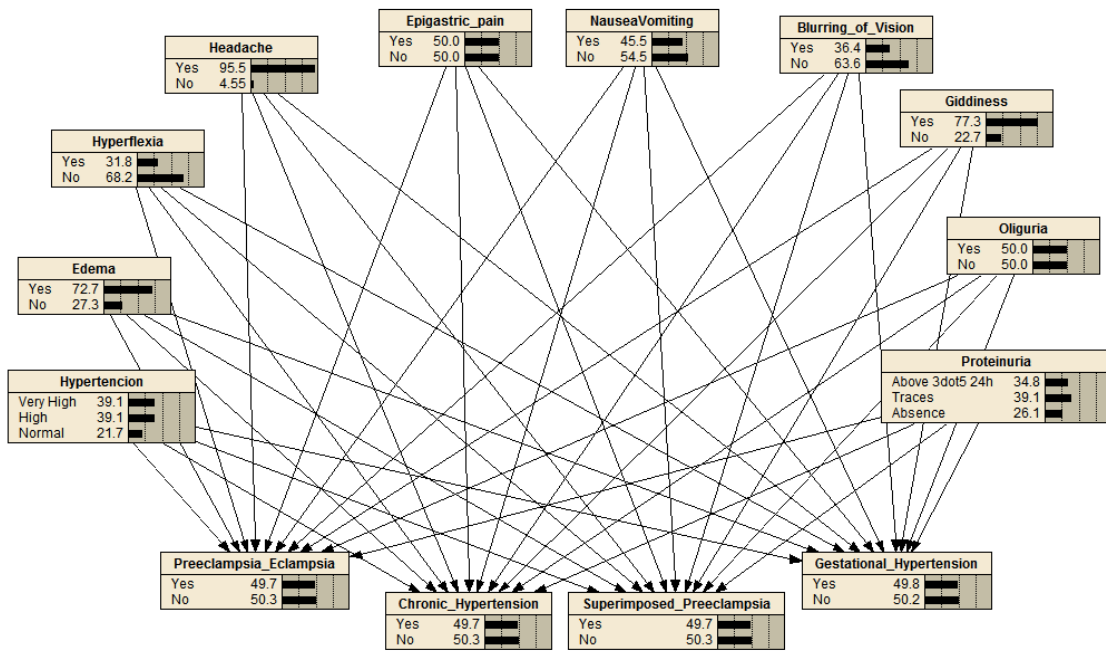 Epigastric_pain
Yes 50.0
No 50.0
NauseaVomiting
Yes 45.5
No 54.5
Blurring_of_Vision
Yes 36.4
No 63.6
Headache
Yes 95.5
No 4.55
Giddiness
Yes 77.3
No 22.7
Hyperflexia
Yes 31.8
No 68.2
Oliguria
Yes 50.0
No 50.0
Edema
Yes 72.7
No 27.3
Proteinuria
Above 3dot5 24h 34.8
Traces 39.1
Absence 26.1
Hypertencion
Very High 39.1
High 39.1
Normal 21.7
Preeclampsia_Eclampsia
Yes 49.7
No 50.3
Chronic_Hypertension
Yes 49.7
No 50.3
Superimposed_Preeclampsia
Yes 49.7
No 50.3
Gestational_Hypertension
Yes 49.8
No 50.2